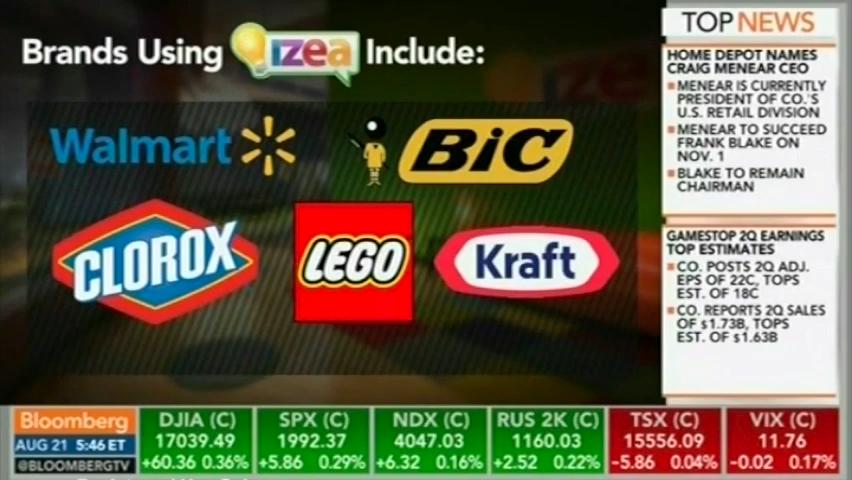 Brands Using izea Include:
Walmart
BIC
CLOROX
LEGO
Kraft
TOP NEWS
HOME DEPOT NAMES
CRAIG MENEAR CEO
MENEAR IS CURRENTLY
PRESIDENT OF CO.'S
U.S. RETAIL DIVISION
MENEAR TO SUCCEED
FRANK BLAKE ON
NOV. 1
BLAKE TO REMAIN
CHAIRMAN
GAMESTOP 2Q EARNINGS
TOP ESTIMATES
CO. POSTS 2Q ADJ.
EPS OF 22C, TOPS
EST. OF 18C
CO. REPORTS 2Q SALES
OF $1.73B, TOPS
EST. OF $1.63B
Bloomberg
AUG 21 5:46 ET
@BLOOMBERGTV
DJIA (C)
17039.49
+60.36 0.36%
SPX (C)
1992.37
+5.86 0.29%
NDX (C)
4047.03
+6.32 0.16%
RUS 2K (C)
1160.03
+2.52 0.22%
TSX (C)
15556.09
-5.86 0.04%
VIX (C)
11.76
-0.02 0.17%